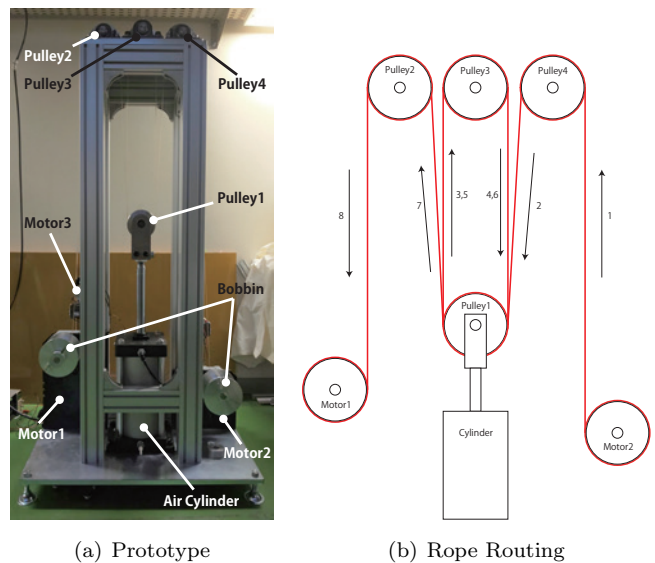 Pulley2
Pulley3
Pulley4
Pulley1
Motor3
Bobbin
Motor1
Motor2
Air Cylinder
(a) Prototype
Pulley2
Pulley3
Pulley4
8
7
3,5
4,6
2
1
Pulley1
Motor1
Cylinder
Motor2
(b) Rope Routing